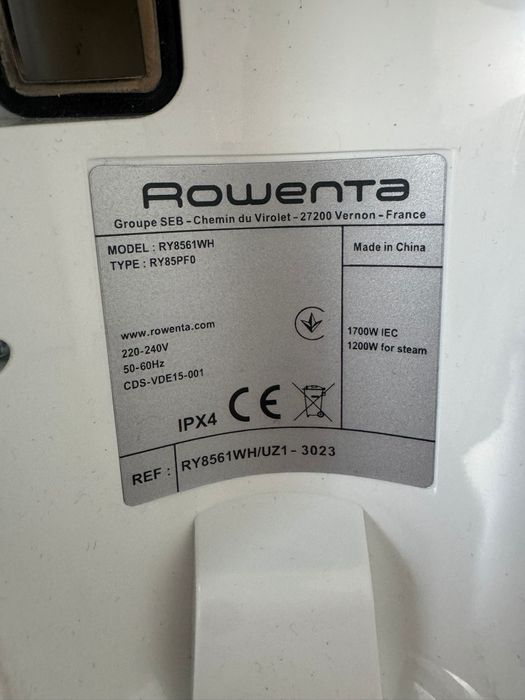 Rowenta
Groupe SEB - Chemin du Virolet - 27200 Vernon - France
MODEL : RY8561WH
TYPE : RY85PF0
Made in China
www.rowenta.com
220-240V
50-60Hz
CDS-VDE15-001
1700W IEC
1200W for steam
IPX4 CE
REF : RY8561WH/UZ1 - 3023